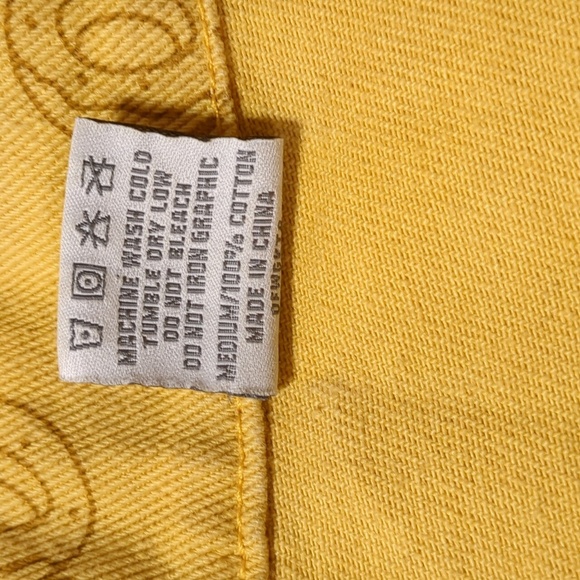 MACHINE WASH COLD
TUMBLE DRY LOW
DO NOT BLEACH
DO NOT IRON GRAPHIC
MEDIUM/100% COTTON
MADE IN CHINA